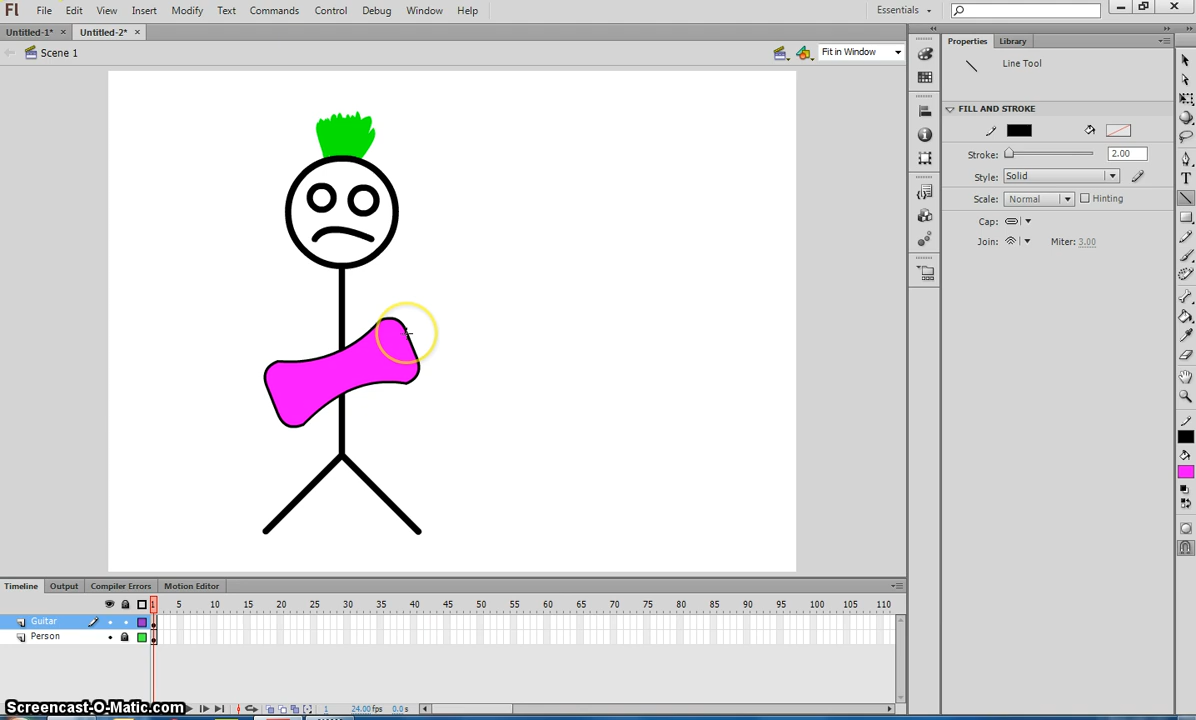 Fl File Edit View Insert Modify Text Commands Control Debug Window Help Essentials
Untitled-1* × Untitled-2* ×
Scene 1 Fit in Window
Properties Library
Line Tool
FILL AND STROKE
Stroke: 2.00
Style: Solid
Scale: Normal Hinting
Cap:
Join: Miter: 3.00
Timeline Output Compiler Errors Motion Editor
1 5 10 15 20 25 30 35 40 45 50 55 60 65 70 75 80 85 90 95 100 105 110
Guitar
Person
1 24.00 fps 0.0 s
Screencast-O-Matic.com